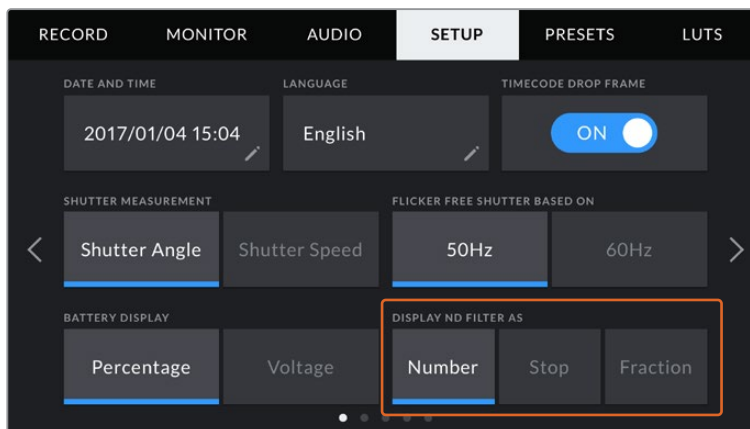 RECORD MONITOR AUDIO SETUP PRESETS LUTS
DATE AND TIME LANGUAGE TIMECODE DROP FRAME
2017/01/04 15:04 English ON
SHUTTER MEASUREMENT FLICKER FREE SHUTTER BASED ON
Shutter Angle Shutter Speed 50Hz 60Hz
BATTERY DISPLAY DISPLAY ND FILTER AS
Percentage Voltage Number Stop Fraction